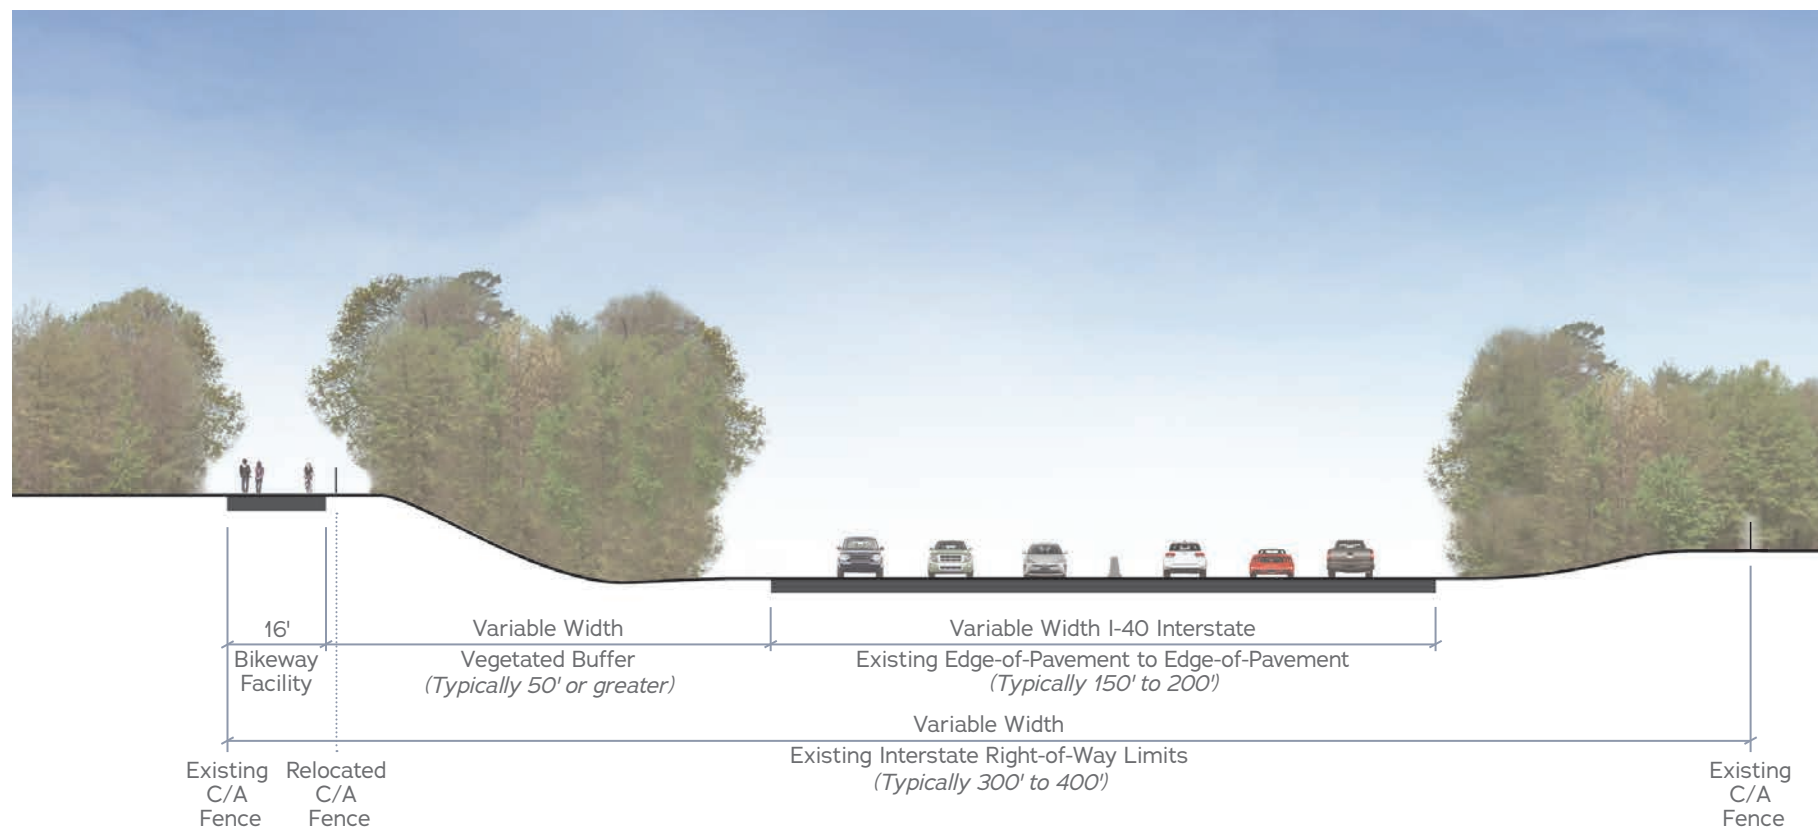 16'
Bikeway
Facility
Variable Width
Vegetated Buffer
(Typically 50' or greater)
Variable Width I-40 Interstate
Existing Edge-of-Pavement to Edge-of-Pavement
(Typically 150' to 200')
Variable Width
Existing Interstate Right-of-Way Limits
(Typically 300' to 400')
Existing
C/A
Fence
Relocated
C/A
Fence
Existing
C/A
Fence